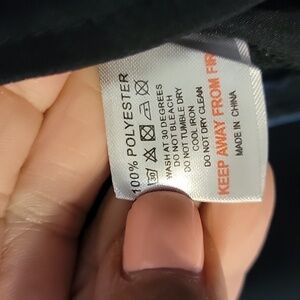 100% POLYESTER
WASH AT 30 DEGREES
DO NOT BLEACH
DO NOT TUMBLE DRY
COOL IRON
DO NOT DRY CLEAN
KEEP AWAY FROM FIR
MADE IN CHINA